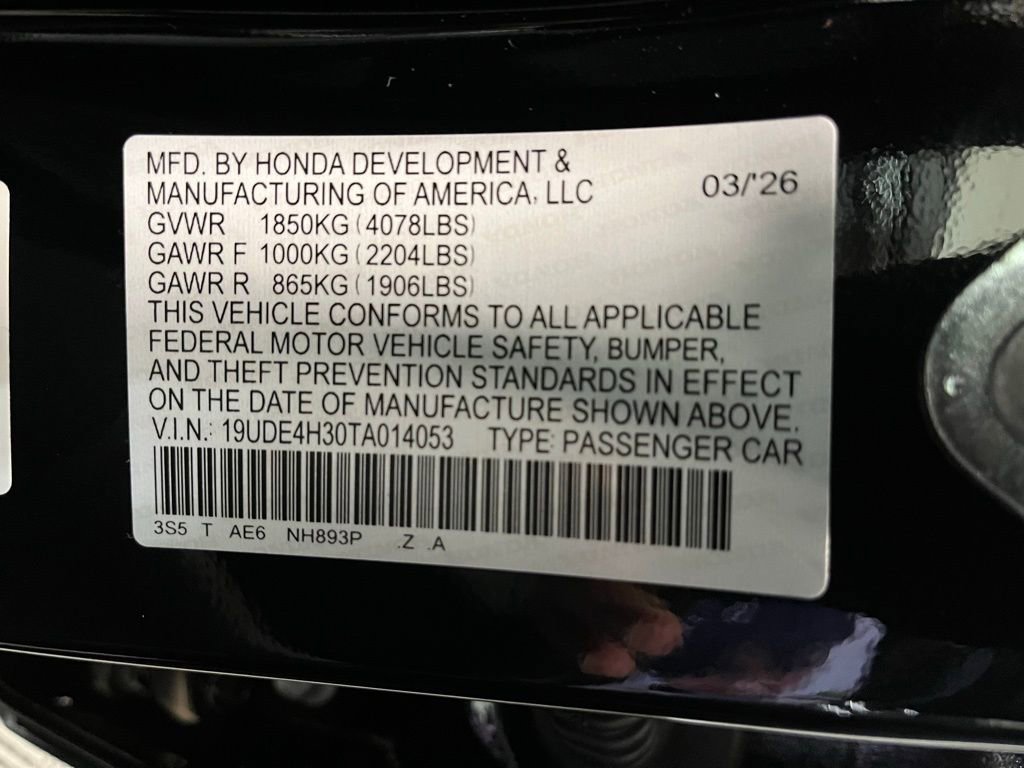 MFD. BY HONDA DEVELOPMENT &
MANUFACTURING OF AMERICA, LLC 03/'26
GVWR 1850KG (4078LBS)
GAWR F 1000KG (2204LBS)
GAWR R 865KG (1906LBS)
THIS VEHICLE CONFORMS TO ALL APPLICABLE
FEDERAL MOTOR VEHICLE SAFETY, BUMPER,
AND THEFT PREVENTION STANDARDS IN EFFECT
ON THE DATE OF MANUFACTURE SHOWN ABOVE.
V.I.N.: 19UDE4H30TA014053 TYPE: PASSENGER CAR
3S5 T AE6 NH893P .Z .A